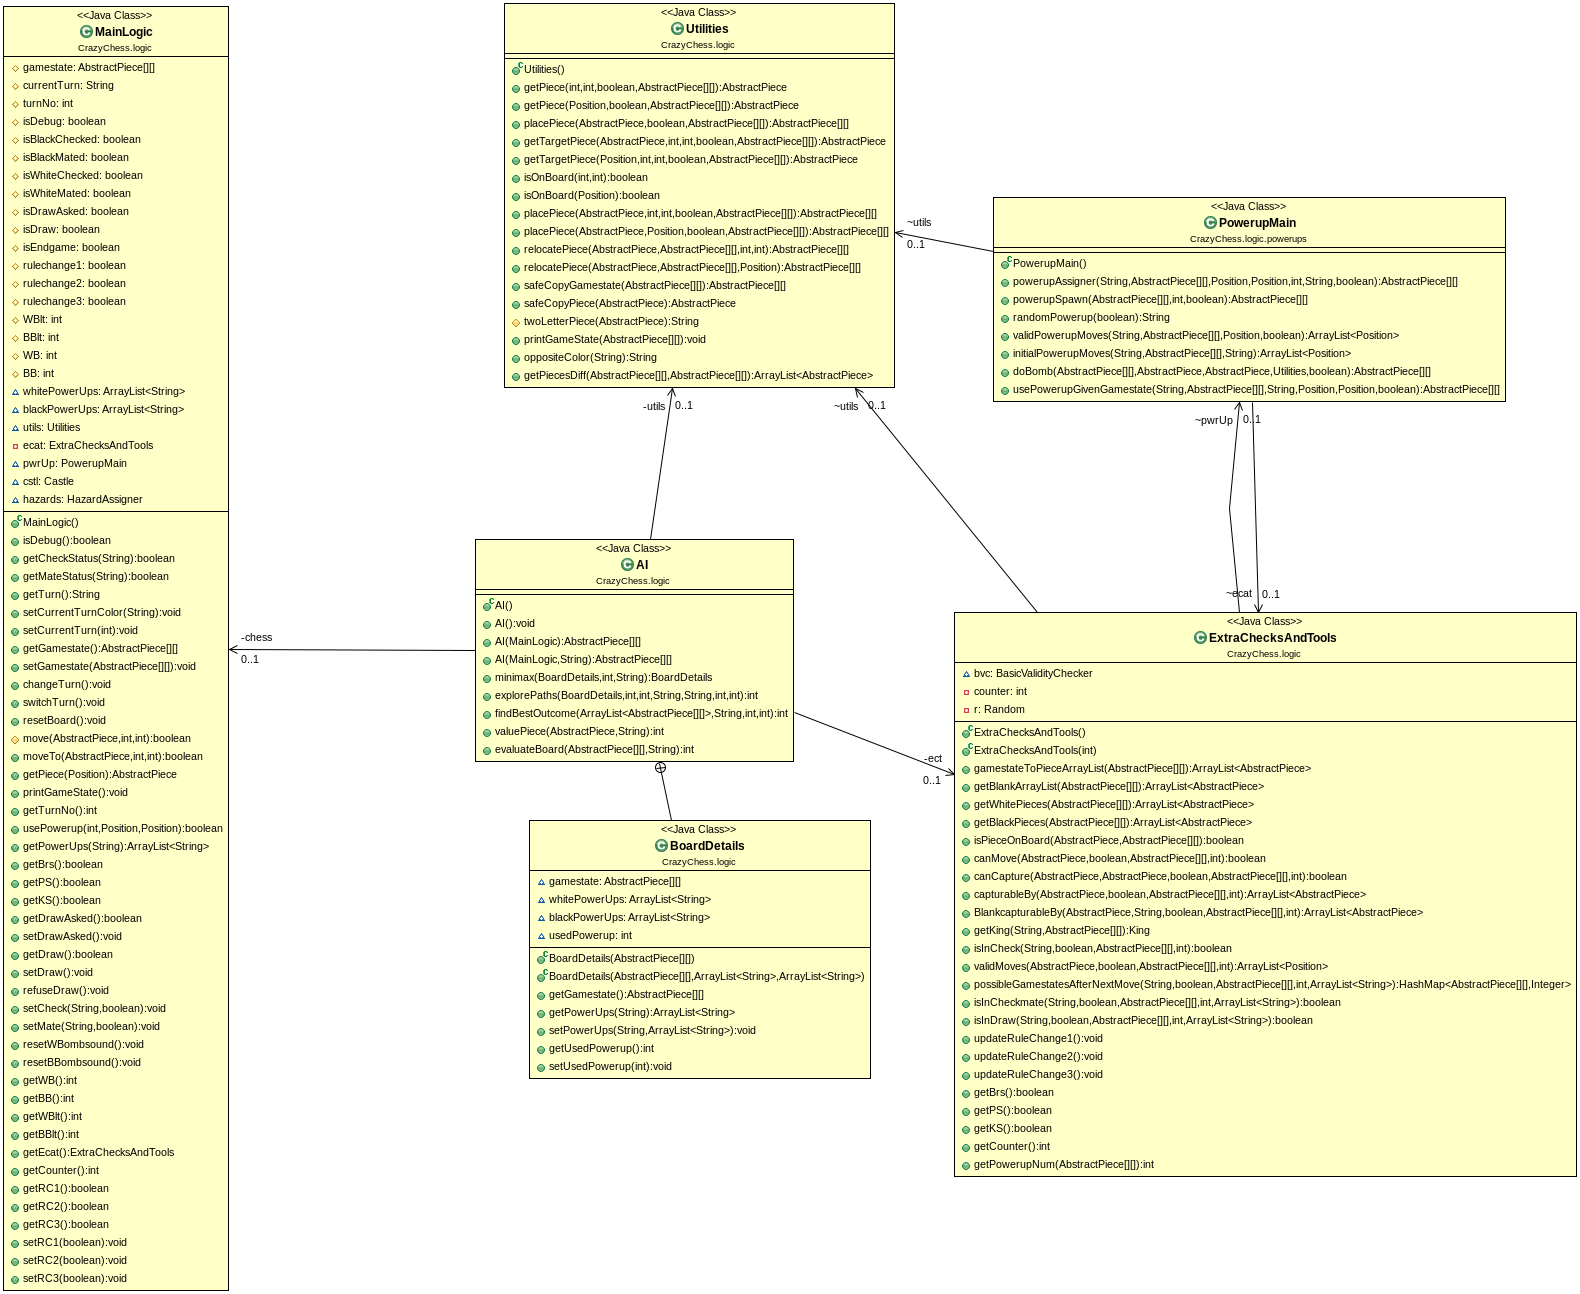 <<Java Class>>
MainLogic
CrazyChess.logic
gamestate: AbstractPiece[][]
currentTurn: String
turnNo: int
isDebug: boolean
isBlackChecked: boolean
isBlackMated: boolean
isWhiteChecked: boolean
isWhiteMated: boolean
isDrawAsked: boolean
isDraw: boolean
isEndgame: boolean
rulechange1: boolean
rulechange2: boolean
rulechange3: boolean
WBlt: int
BBlt: int
WB: int
BB: int
whitePowerUps: ArrayList<String>
blackPowerUps: ArrayList<String>
utils: Utilities
ecat: ExtraChecksAndTools
pwrUp: PowerupMain
cstl: Castle
hazards: HazardAssigner
MainLogic()
isDebug():boolean
getCheckStatus(String):boolean
getMateStatus(String):boolean
getTurn():String
setCurrentTurnColor(String):void
setCurrentTurn(int):void
getGamestate():AbstractPiece[][]
setGamestate(AbstractPiece[][]):void
changeTurn():void
switchTurn():void
resetBoard():void
move(AbstractPiece,int,int):boolean
moveTo(AbstractPiece,int,int):boolean
getPiece(Position):AbstractPiece
printGameState():void
getTurnNo():int
usePowerup(int,Position,Position):boolean
getPowerUps(String):ArrayList<String>
getBrs():boolean
getPS():boolean
getKS():boolean
getDrawAsked():boolean
setDrawAsked():void
getDraw():boolean
setDraw():void
refuseDraw():void
setCheck(String,boolean):void
setMate(String,boolean):void
resetWBombsound():void
resetBBombsound():void
getWB():int
getBB():int
getWBlt():int
getBBlt():int
getEcat():ExtraChecksAndTools
getCounter():int
getRC1():boolean
getRC2():boolean
getRC3():boolean
setRC1(boolean):void
setRC2(boolean):void
setRC3(boolean):void
<<Java Class>>
Utilities
CrazyChess.logic
Utilities()
getPiece(int,int,boolean,AbstractPiece[][]):AbstractPiece
getPiece(Position,boolean,AbstractPiece[][]):AbstractPiece
placePiece(AbstractPiece,boolean,AbstractPiece[][]):AbstractPiece[][]
getTargetPiece(AbstractPiece,int,int,boolean,AbstractPiece[][]):AbstractPiece
getTargetPiece(Position,int,int,boolean,AbstractPiece[][]):AbstractPiece
isOnBoard(int,int):boolean
isOnBoard(Position):boolean
placePiece(AbstractPiece,int,int,boolean,AbstractPiece[][]):AbstractPiece[][]
placePiece(AbstractPiece,Position,boolean,AbstractPiece[][]):AbstractPiece[][]
relocatePiece(AbstractPiece,AbstractPiece[][],int,int):AbstractPiece[][]
relocatePiece(AbstractPiece,AbstractPiece[][],Position):AbstractPiece[][]
safeCopyGamestate(AbstractPiece[][]):AbstractPiece[][]
safeCopyPiece(AbstractPiece):AbstractPiece
twoLetterPiece(AbstractPiece):String
printGameState(AbstractPiece[][]):void
oppositeColor(String):String
getPiecesDiff(AbstractPiece[][],AbstractPiece[][]):ArrayList<AbstractPiece>
~utils
0..1
<<Java Class>>
PowerupMain
CrazyChess.logic.powerups
PowerupMain()
powerupAssigner(String,AbstractPiece[][],Position,Position,int,String,boolean):AbstractPiece[][]
powerupSpawn(AbstractPiece[][],int,boolean):AbstractPiece[][]
randomPowerup(boolean):String
validPowerupMoves(String,AbstractPiece[][],Position,boolean):ArrayList<Position>
initialPowerupMoves(String,AbstractPiece[][],String):ArrayList<Position>
doBomb(AbstractPiece[][],AbstractPiece,AbstractPiece,Utilities,boolean):AbstractPiece[][]
usePowerupGivenGamestate(String,AbstractPiece[][],String,Position,Position,boolean):AbstractPiece[][]
-utils 0..1
~utils 0..1
~pwrUp 0..1
~ecat 0..1
<<Java Class>>
AI
CrazyChess.logic
AI()
AI():void
AI(MainLogic):AbstractPiece[][]
AI(MainLogic,String):AbstractPiece[][]
minimax(BoardDetails,int,String):BoardDetails
explorePaths(BoardDetails,int,int,String,String,int,int):int
findBestOutcome(ArrayList<AbstractPiece[][]>,String,int,int):int
valuePiece(AbstractPiece,String):int
evaluateBoard(AbstractPiece[][],String):int
-chess
0..1
-ect
0..1
<<Java Class>>
BoardDetails
CrazyChess.logic
gamestate: AbstractPiece[][]
whitePowerUps: ArrayList<String>
blackPowerUps: ArrayList<String>
usedPowerup: int
BoardDetails(AbstractPiece[][])
BoardDetails(AbstractPiece[][],ArrayList<String>,ArrayList<String>)
getGamestate():AbstractPiece[][]
getPowerUps(String):ArrayList<String>
setPowerUps(String,ArrayList<String>):void
getUsedPowerup():int
setUsedPowerup(int):void
<<Java Class>>
ExtraChecksAndTools
CrazyChess.logic
bvc: BasicValidityChecker
counter: int
r: Random
ExtraChecksAndTools()
ExtraChecksAndTools(int)
gamestateToPieceArrayList(AbstractPiece[][]):ArrayList<AbstractPiece>
getBlankArrayList(AbstractPiece[][]):ArrayList<AbstractPiece>
getWhitePieces(AbstractPiece[][]):ArrayList<AbstractPiece>
getBlackPieces(AbstractPiece[][]):ArrayList<AbstractPiece>
isPieceOnBoard(AbstractPiece,AbstractPiece[][]):boolean
canMove(AbstractPiece,boolean,AbstractPiece[][],int):boolean
canCapture(AbstractPiece,AbstractPiece,boolean,AbstractPiece[][],int):boolean
capturableBy(AbstractPiece,boolean,AbstractPiece[][],int):ArrayList<AbstractPiece>
BlankcapturableBy(AbstractPiece,String,boolean,AbstractPiece[][],int):ArrayList<AbstractPiece>
getKing(String,AbstractPiece[][]):King
isInCheck(String,boolean,AbstractPiece[][],int):boolean
validMoves(AbstractPiece,boolean,AbstractPiece[][],int):ArrayList<Position>
possibleGamestatesAfterNextMove(String,boolean,AbstractPiece[][],int,ArrayList<String>):HashMap<AbstractPiece[][],Integer>
isInCheckmate(String,boolean,AbstractPiece[][],int,ArrayList<String>):boolean
isInDraw(String,boolean,AbstractPiece[][],int,ArrayList<String>):boolean
updateRuleChange1():void
updateRuleChange2():void
updateRuleChange3():void
getBrs():boolean
getPS():boolean
getKS():boolean
getCounter():int
getPowerupNum(AbstractPiece[][]):int